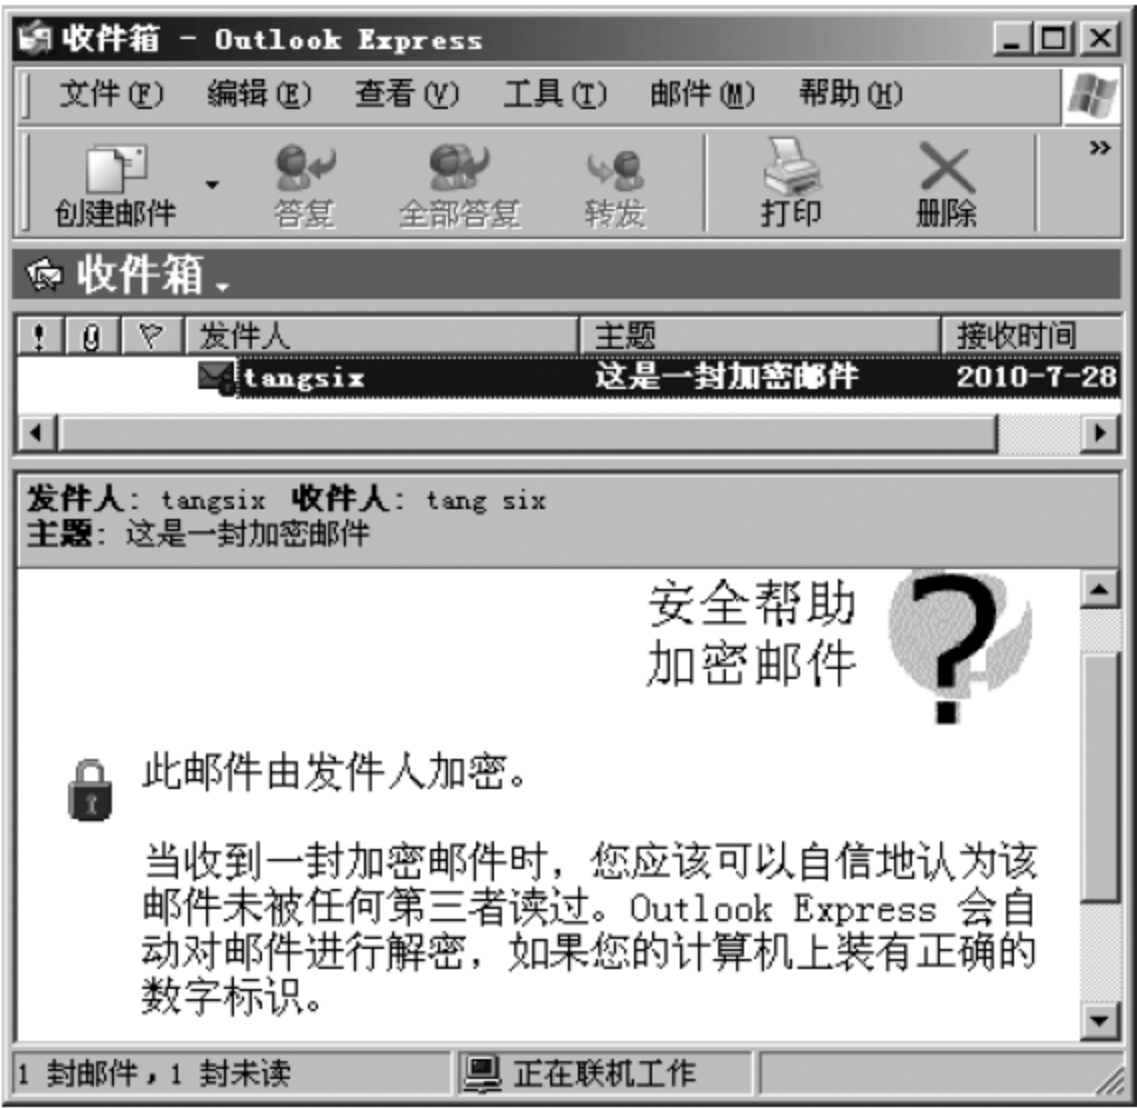 收件箱 - Outlook Express
文件(F) 编辑(E) 查看(V) 工具(T) 邮件(M) 帮助(H)
创建邮件 答复 全部答复 转发 打印 删除 »
收件箱
! 发件人 主题 接收时间
tangsix 这是一封加密邮件 2010-7-28
发件人: tangsix 收件人: tang six
主题: 这是一封加密邮件
安全帮助
加密邮件
?
此邮件由发件人加密。
当收到一封加密邮件时，您应该可以自信地认为该
邮件未被任何第三者读过。Outlook Express 会自
动对邮件进行解密，如果您的计算机上装有正确的
数字标识。
1 封邮件，1 封未读 正在联机工作